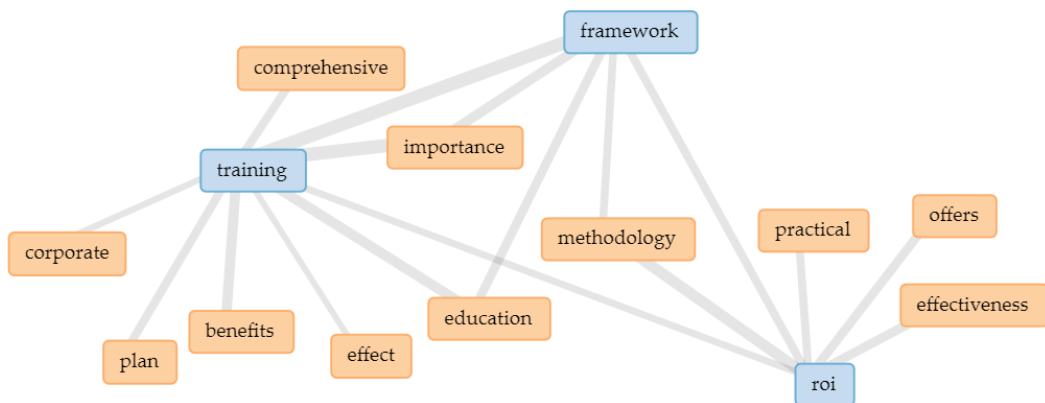 framework
comprehensive
importance
training
offers
practical
methodology
corporate
effectiveness
education
benefits
effect
plan
roi